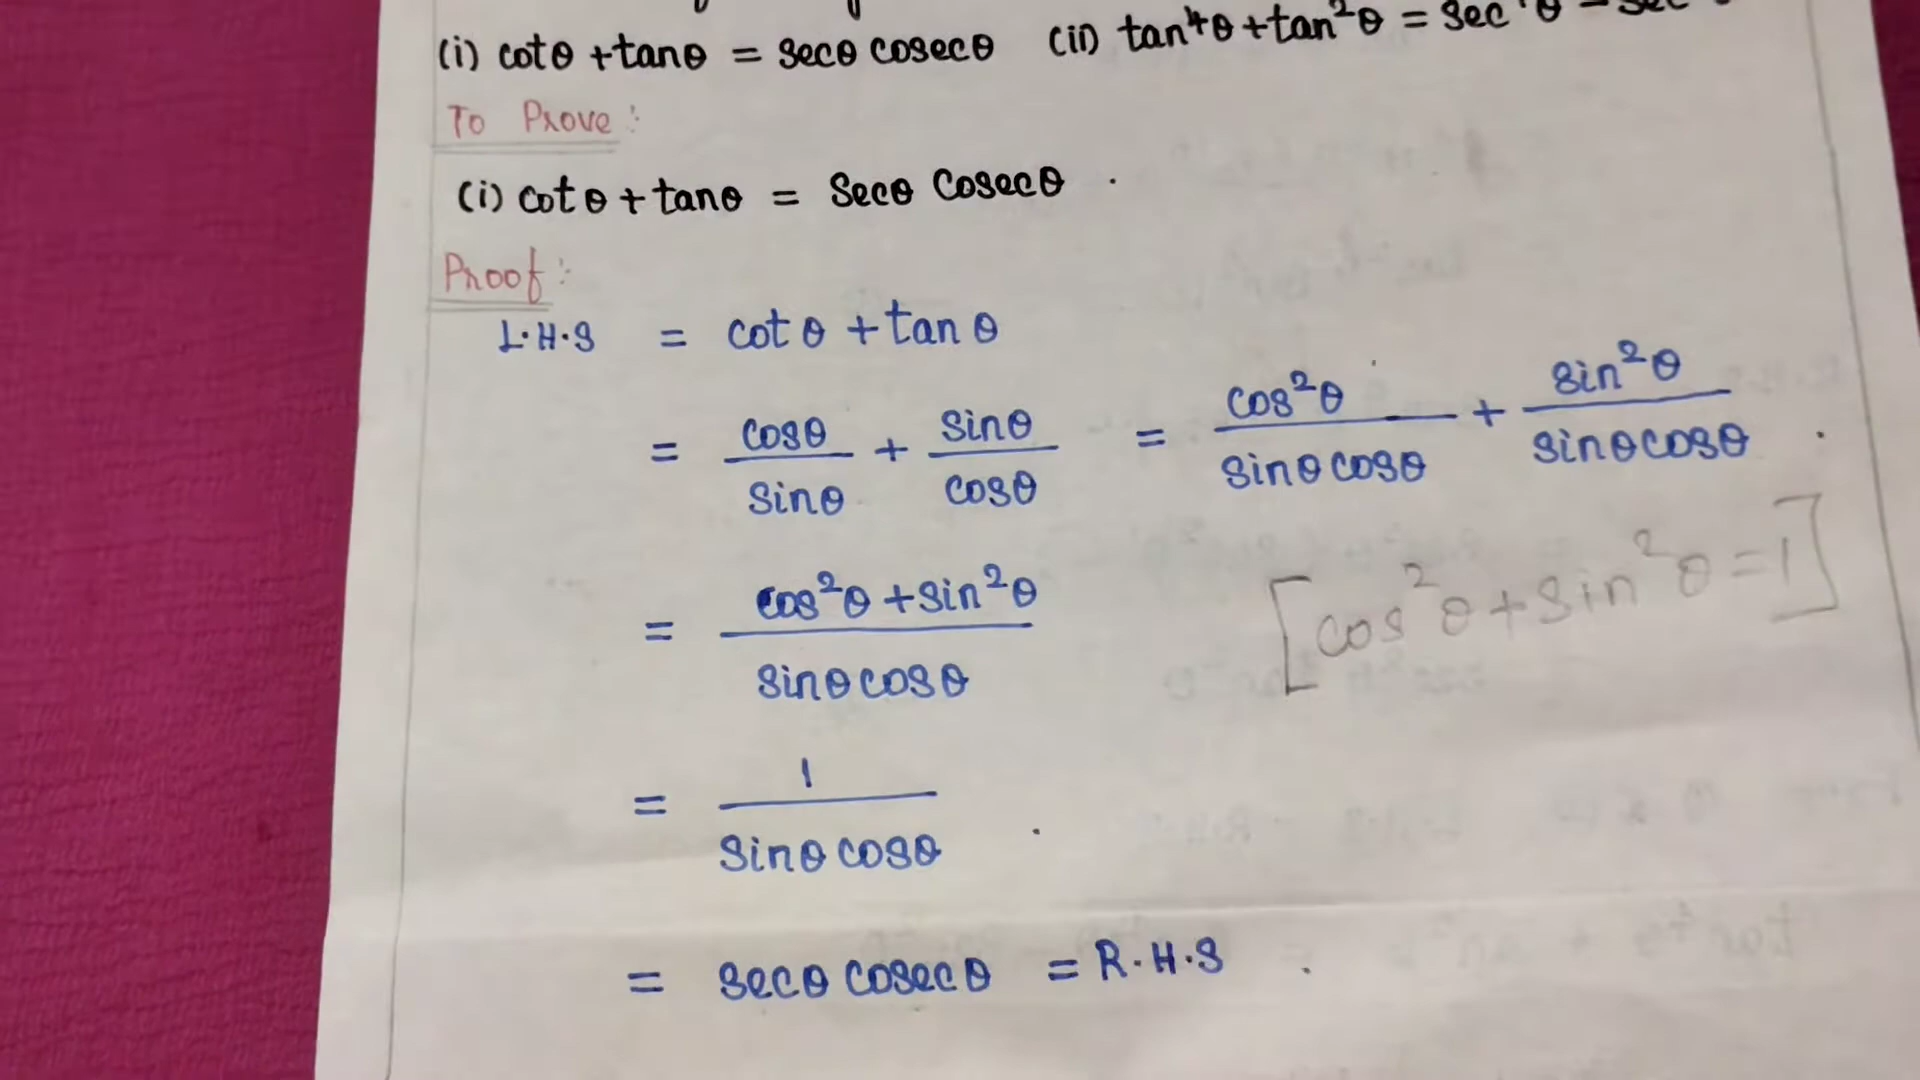 (i) cotθ + tanθ = secθ cosecθ (ii) tan⁴θ + tan²θ = sec⁴θ - sec
To Prove:
(i) cotθ + tanθ = Secθ Cosecθ.
Proof:
L.H.S = cotθ + tanθ
= cosθ/sinθ + sinθ/cosθ = cos²θ/sinθcosθ + sin²θ/sinθcosθ.
= cos²θ + sin²θ/sinθcosθ [cos²θ + sin²θ = 1]
= 1/sinθcosθ.
= secθ cosecθ = R.H.S.